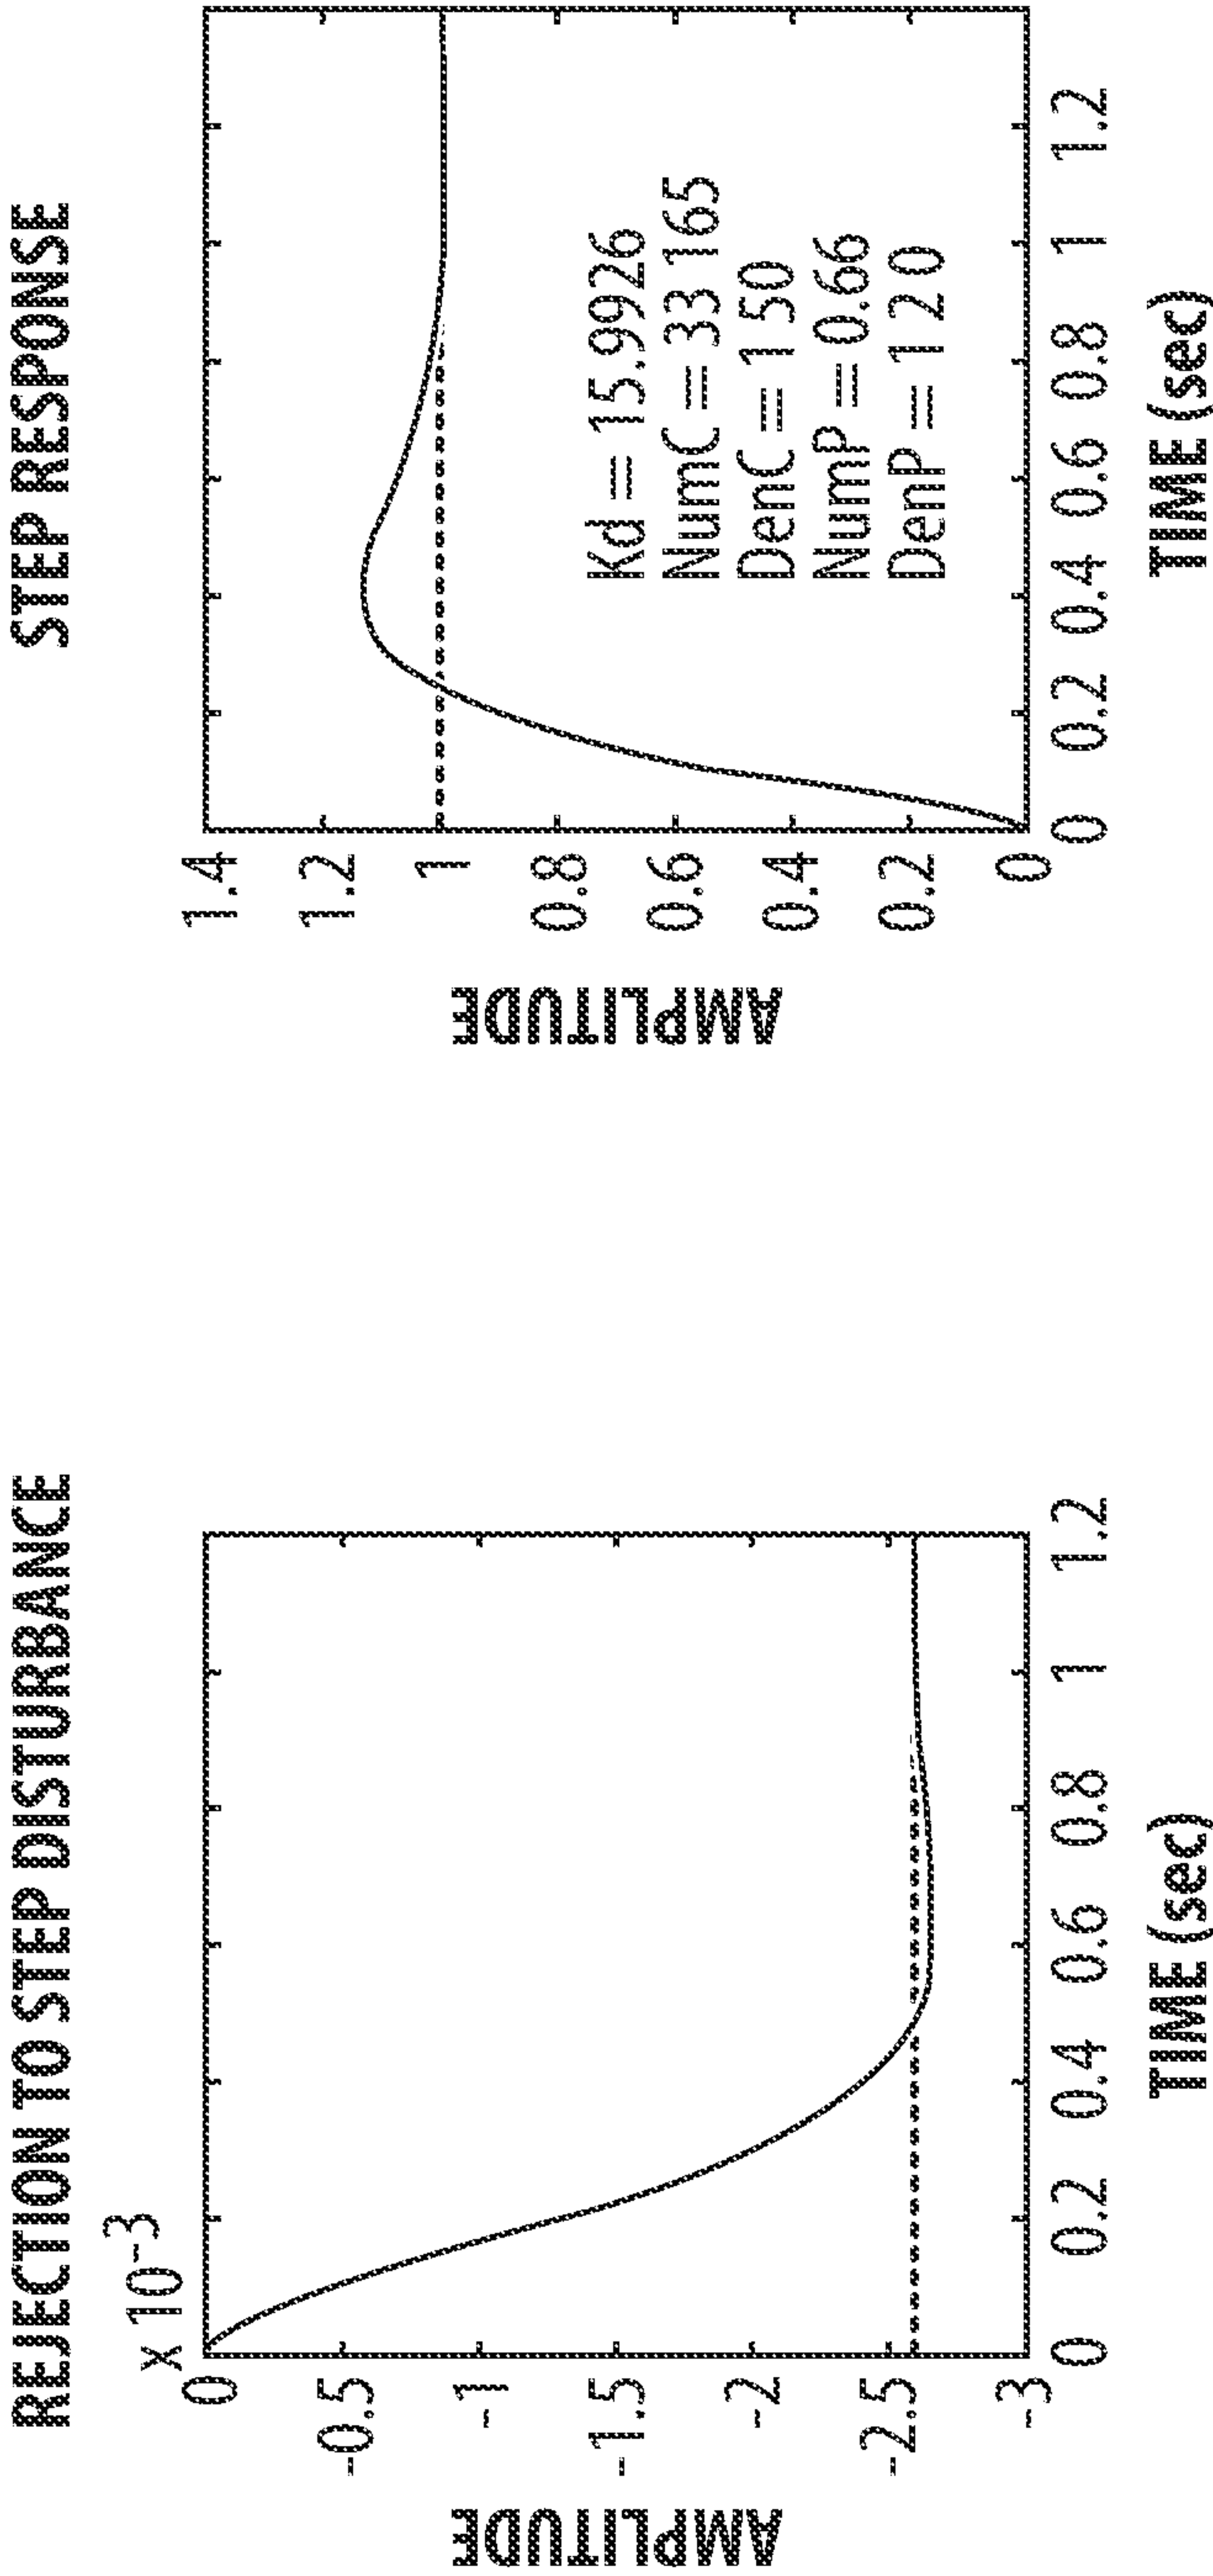 REJECTION TO STEP DISTURBANCE
x 10-3
0
-0.5
-1
-1.5
-2
-2.5
-3
AMPLITUDE
0 0.2 0.4 0.6 0.8 1 1.2
TIME (sec)
STEP RESPONSE
1.4
1.2
1
0.8
0.6
0.4
0.2
0
AMPLITUDE
Kd = 15.9926
NumC = 33 165
DenC = 1 50
NumP = 0.66
DenP = 1 2 0
0 0.2 0.4 0.6 0.8 1 1.2
TIME (sec)